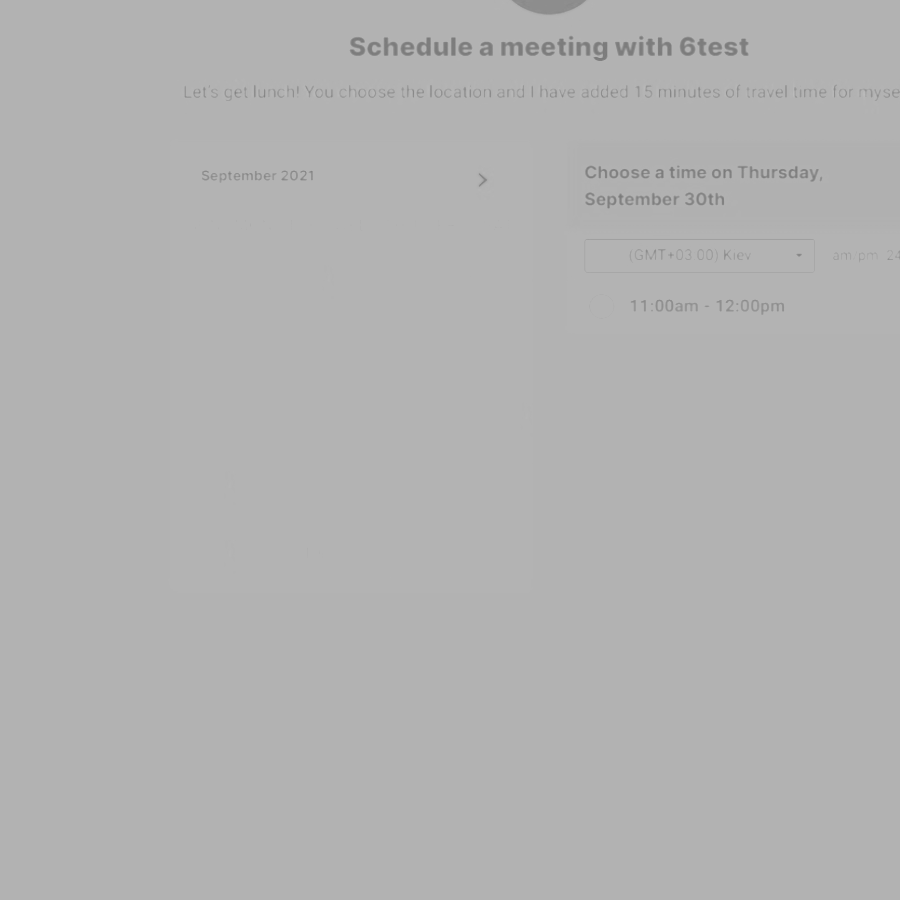 Schedule a meeting with 6test
Let's get lunch! You choose the location and I have added 15 minutes of travel time for myse
September 2021
Choose a time on Thursday,
September 30th
(GMT+03:00) Kiev
am/pm 24
11:00am - 12:00pm